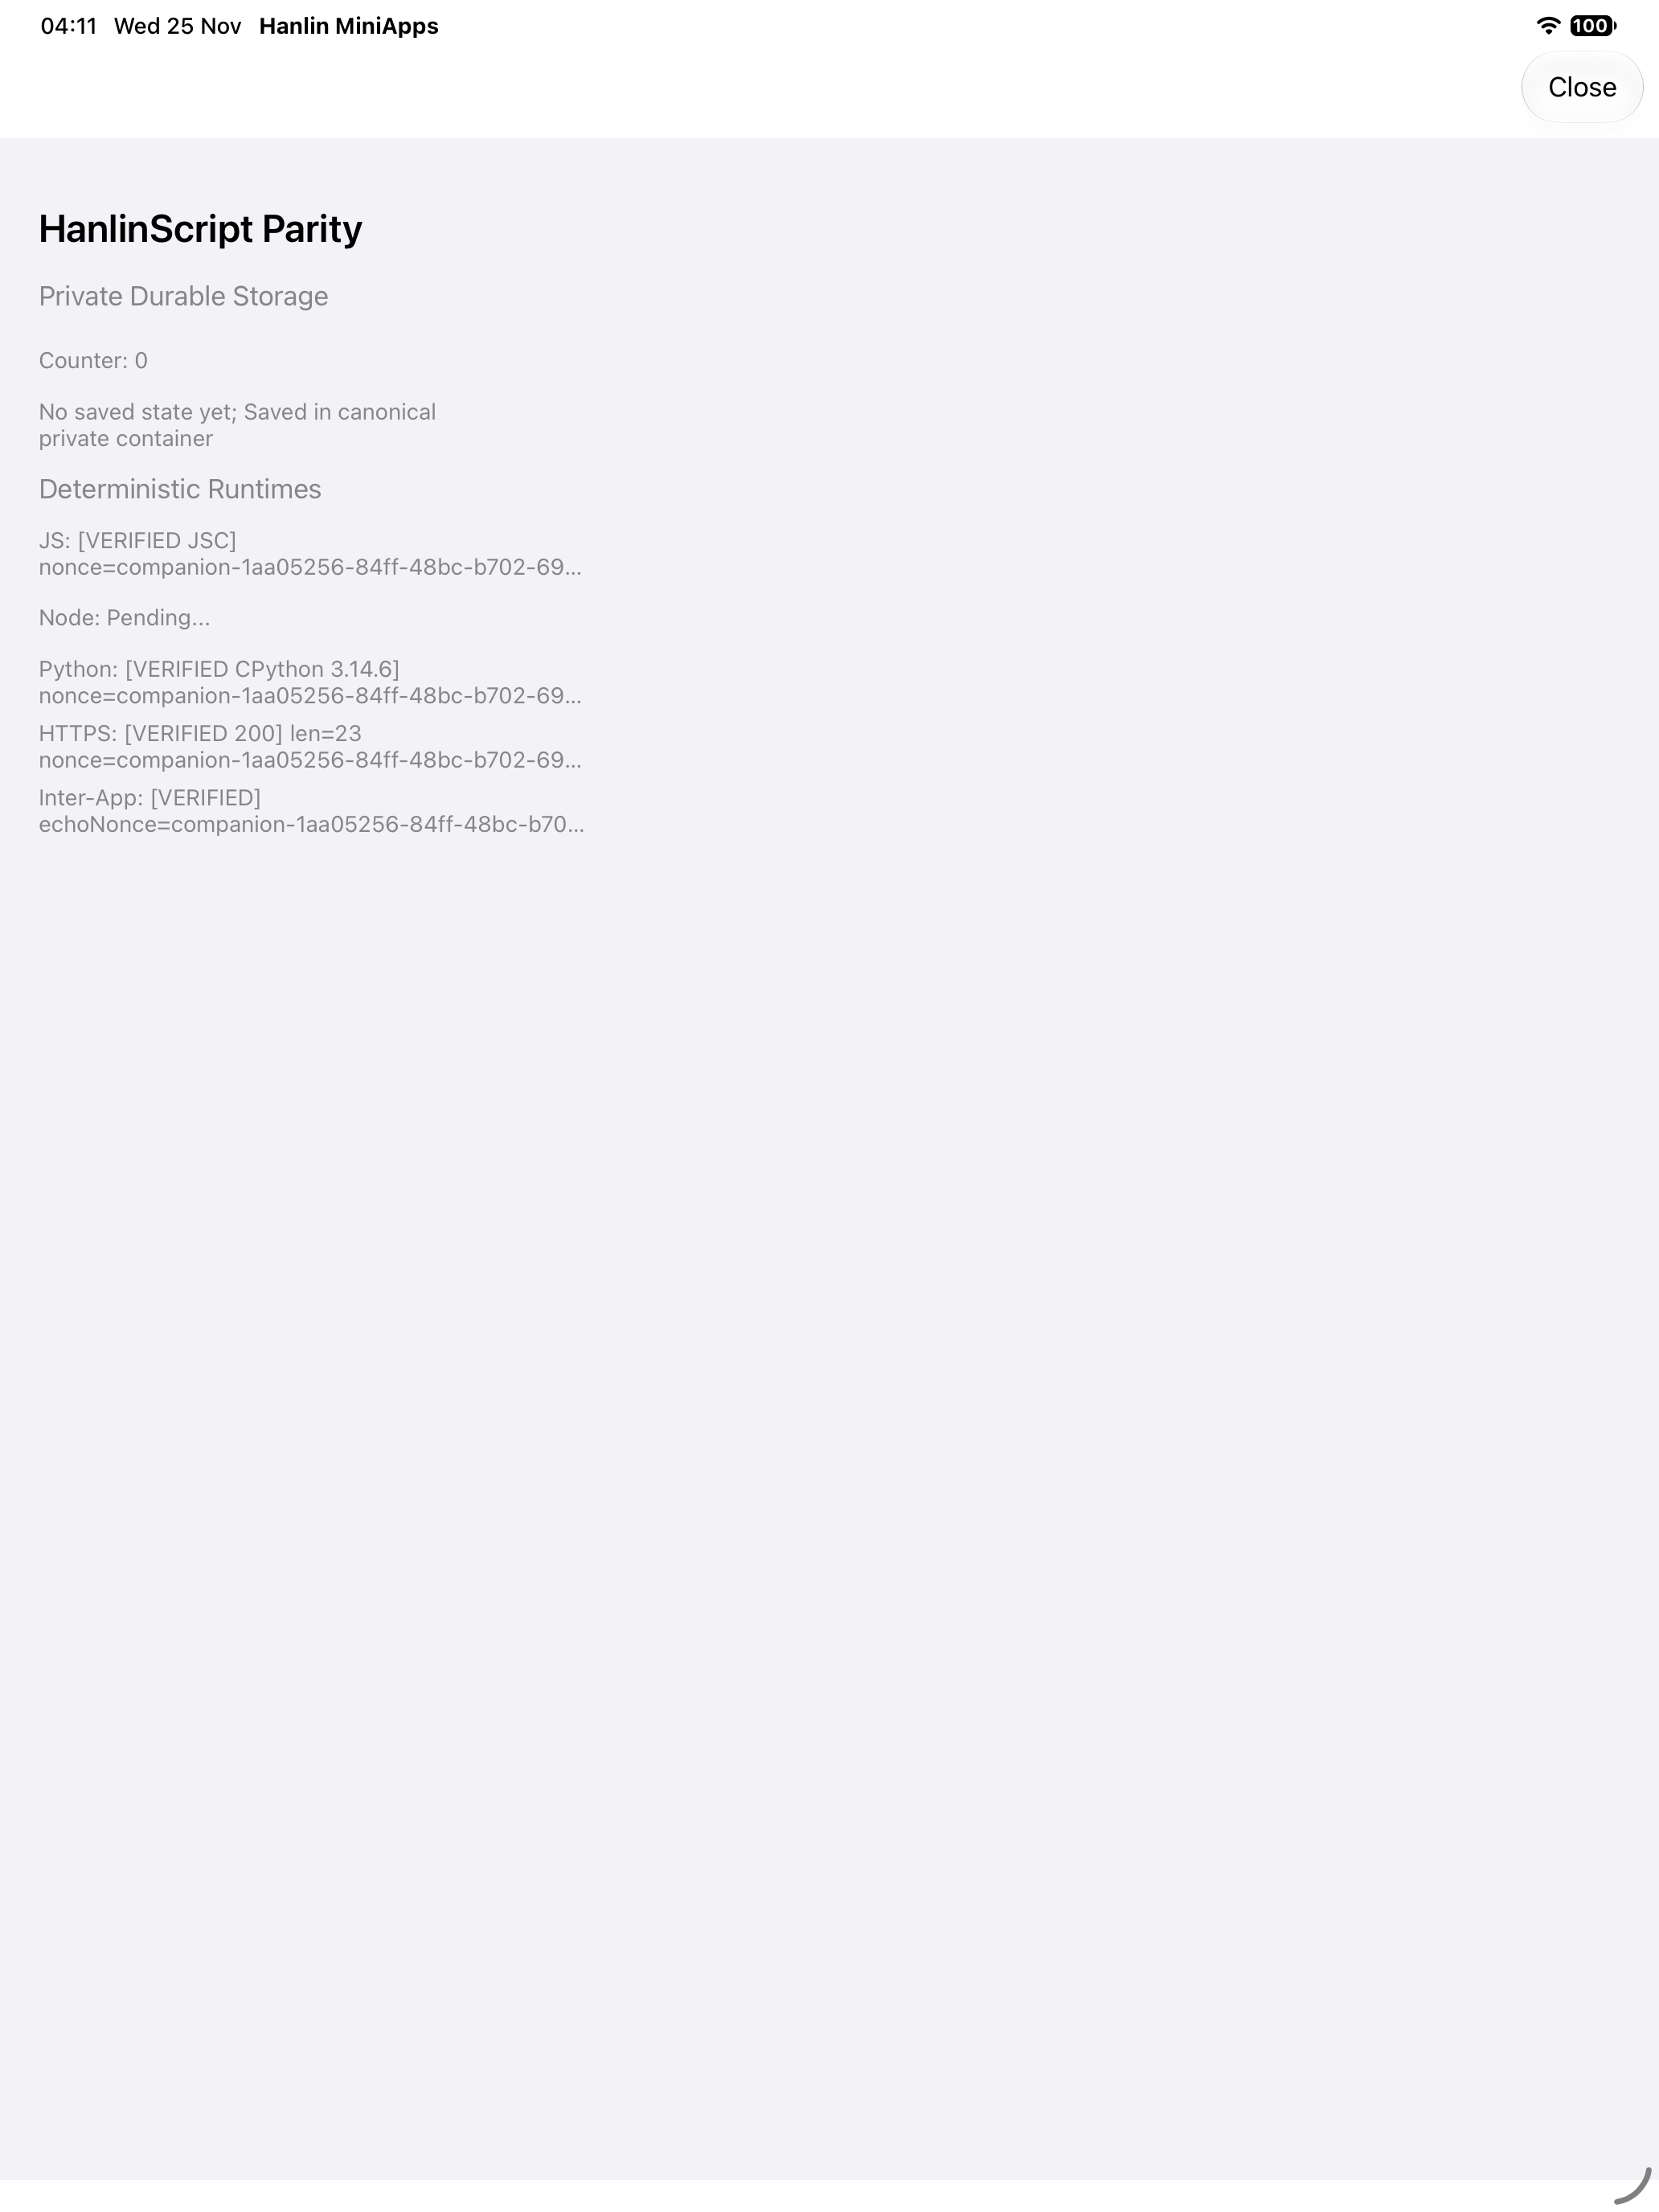 04:11 Wed 25 Nov Hanlin MiniApps 100
Close
HanlinScript Parity
Private Durable Storage
Counter: 0
No saved state yet; Saved in canonical
private container
Deterministic Runtimes
JS: [VERIFIED JSC]
nonce=companion-1aa05256-84ff-48bc-b702-69...
Node: Pending...
Python: [VERIFIED CPython 3.14.6]
nonce=companion-1aa05256-84ff-48bc-b702-69...
HTTPS: [VERIFIED 200] len=23
nonce=companion-1aa05256-84ff-48bc-b702-69...
Inter-App: [VERIFIED]
echoNonce=companion-1aa05256-84ff-48bc-b70...